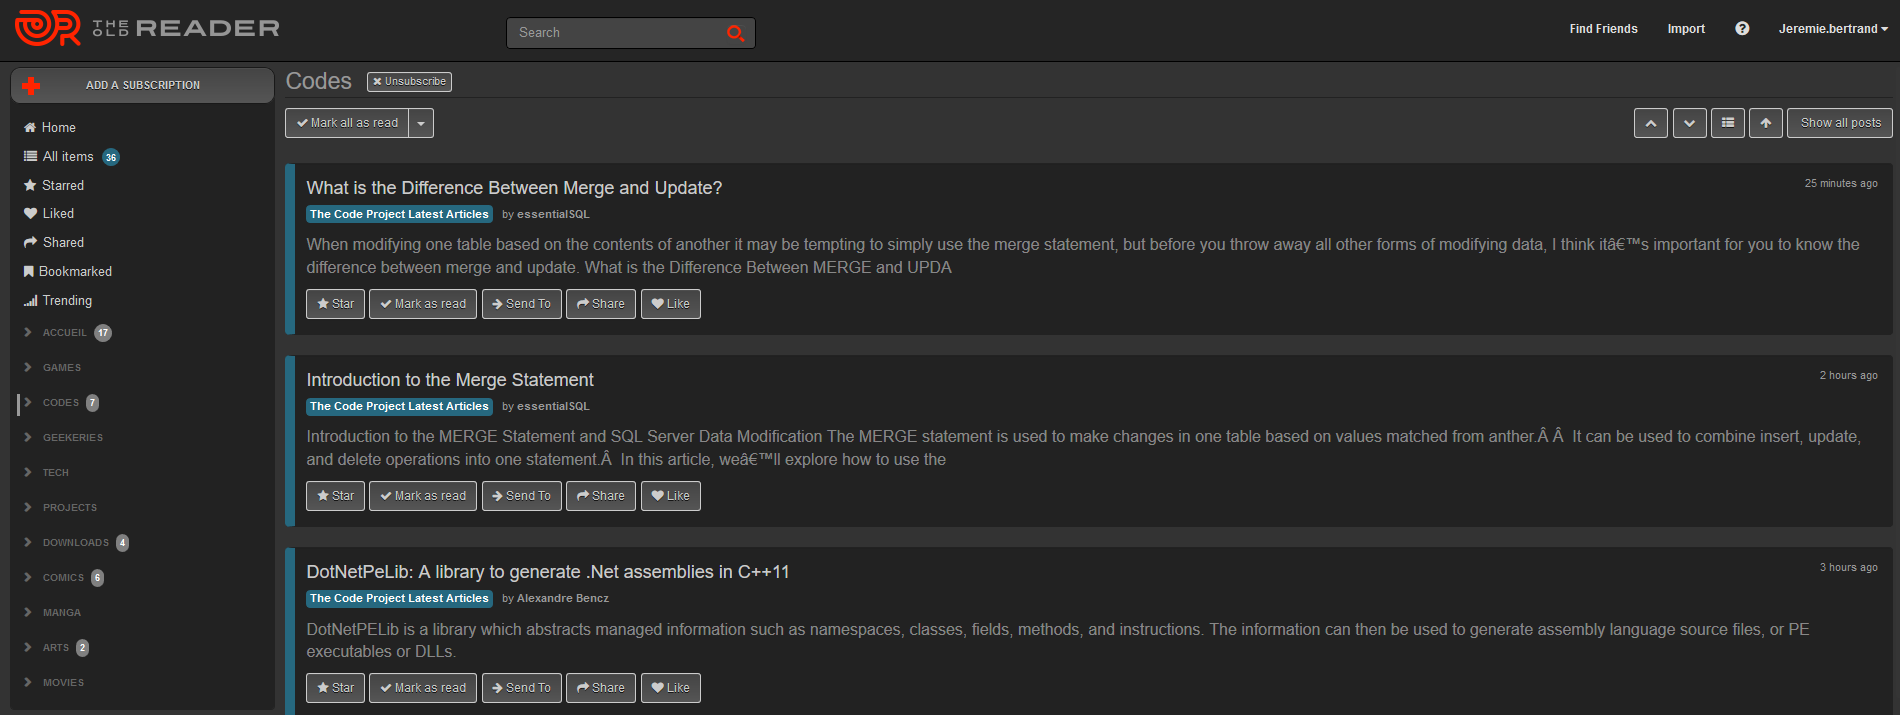 THE OLD READER
Search
Find Friends
Import
Jeremie.bertrand
ADD A SUBSCRIPTION
Home
All items 36
Starred
Liked
Shared
Bookmarked
Trending
ACCUEIL 17
GAMES
CODES 7
GEEKERIES
TECH
PROJECTS
DOWNLOADS 4
COMICS 6
MANGA
ARTS 2
MOVIES
Codes
Unsubscribe
Mark all as read
Show all posts
What is the Difference Between Merge and Update?
25 minutes ago
The Code Project Latest Articles by essentialSQL
When modifying one table based on the contents of another it may be tempting to simply use the merge statement, but before you throw away all other forms of modifying data, I think itâ€™s important for you to know the
difference between merge and update. What is the Difference Between MERGE and UPDA
Star Mark as read Send To Share Like
Introduction to the Merge Statement
2 hours ago
The Code Project Latest Articles by essentialSQL
Introduction to the MERGE Statement and SQL Server Data Modification The MERGE statement is used to make changes in one table based on values matched from anther.Â Â It can be used to combine insert, update,
and delete operations into one statement.Â In this article, weâ€™ll explore how to use the
Star Mark as read Send To Share Like
DotNetPeLib: A library to generate .Net assemblies in C++11
3 hours ago
The Code Project Latest Articles by Alexandre Bencz
DotNetPELib is a library which abstracts managed information such as namespaces, classes, fields, methods, and instructions. The information can then be used to generate assembly language source files, or PE
executables or DLLs.
Star Mark as read Send To Share Like